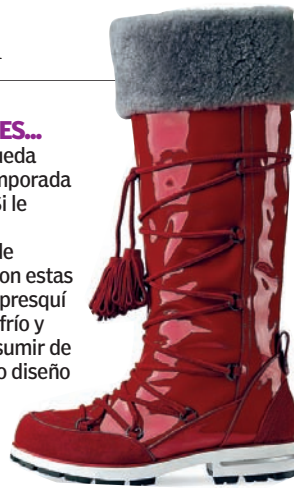 ES...
ueda
mporada
Si le
de
on estas
presquí
frío y
sumir de
o diseño